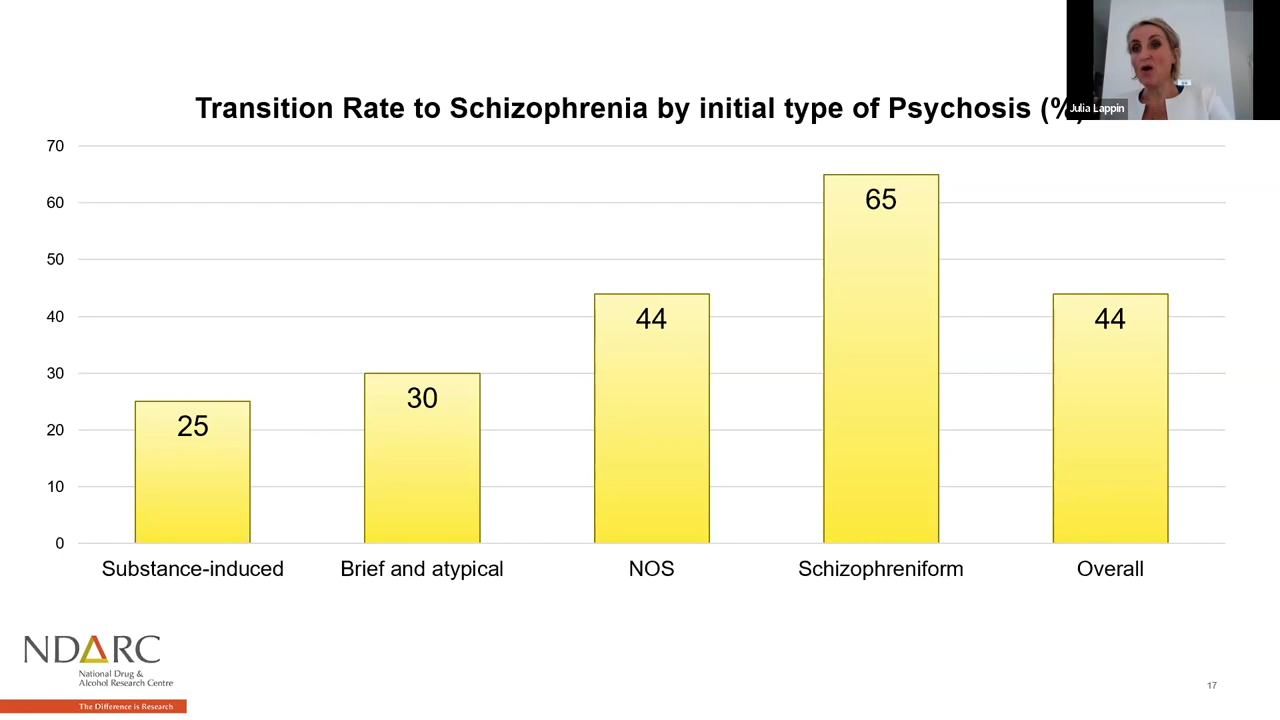 Julia Lappin
Transition Rate to Schizophrenia by initial type of Psychosis (%)
70
60
50
40
30
20
10
0
25
30
44
65
44
Substance-induced
Brief and atypical
NOS
Schizophreniform
Overall
NDARC
National Drug &
Alcohol Research Centre
The Difference is Research
17